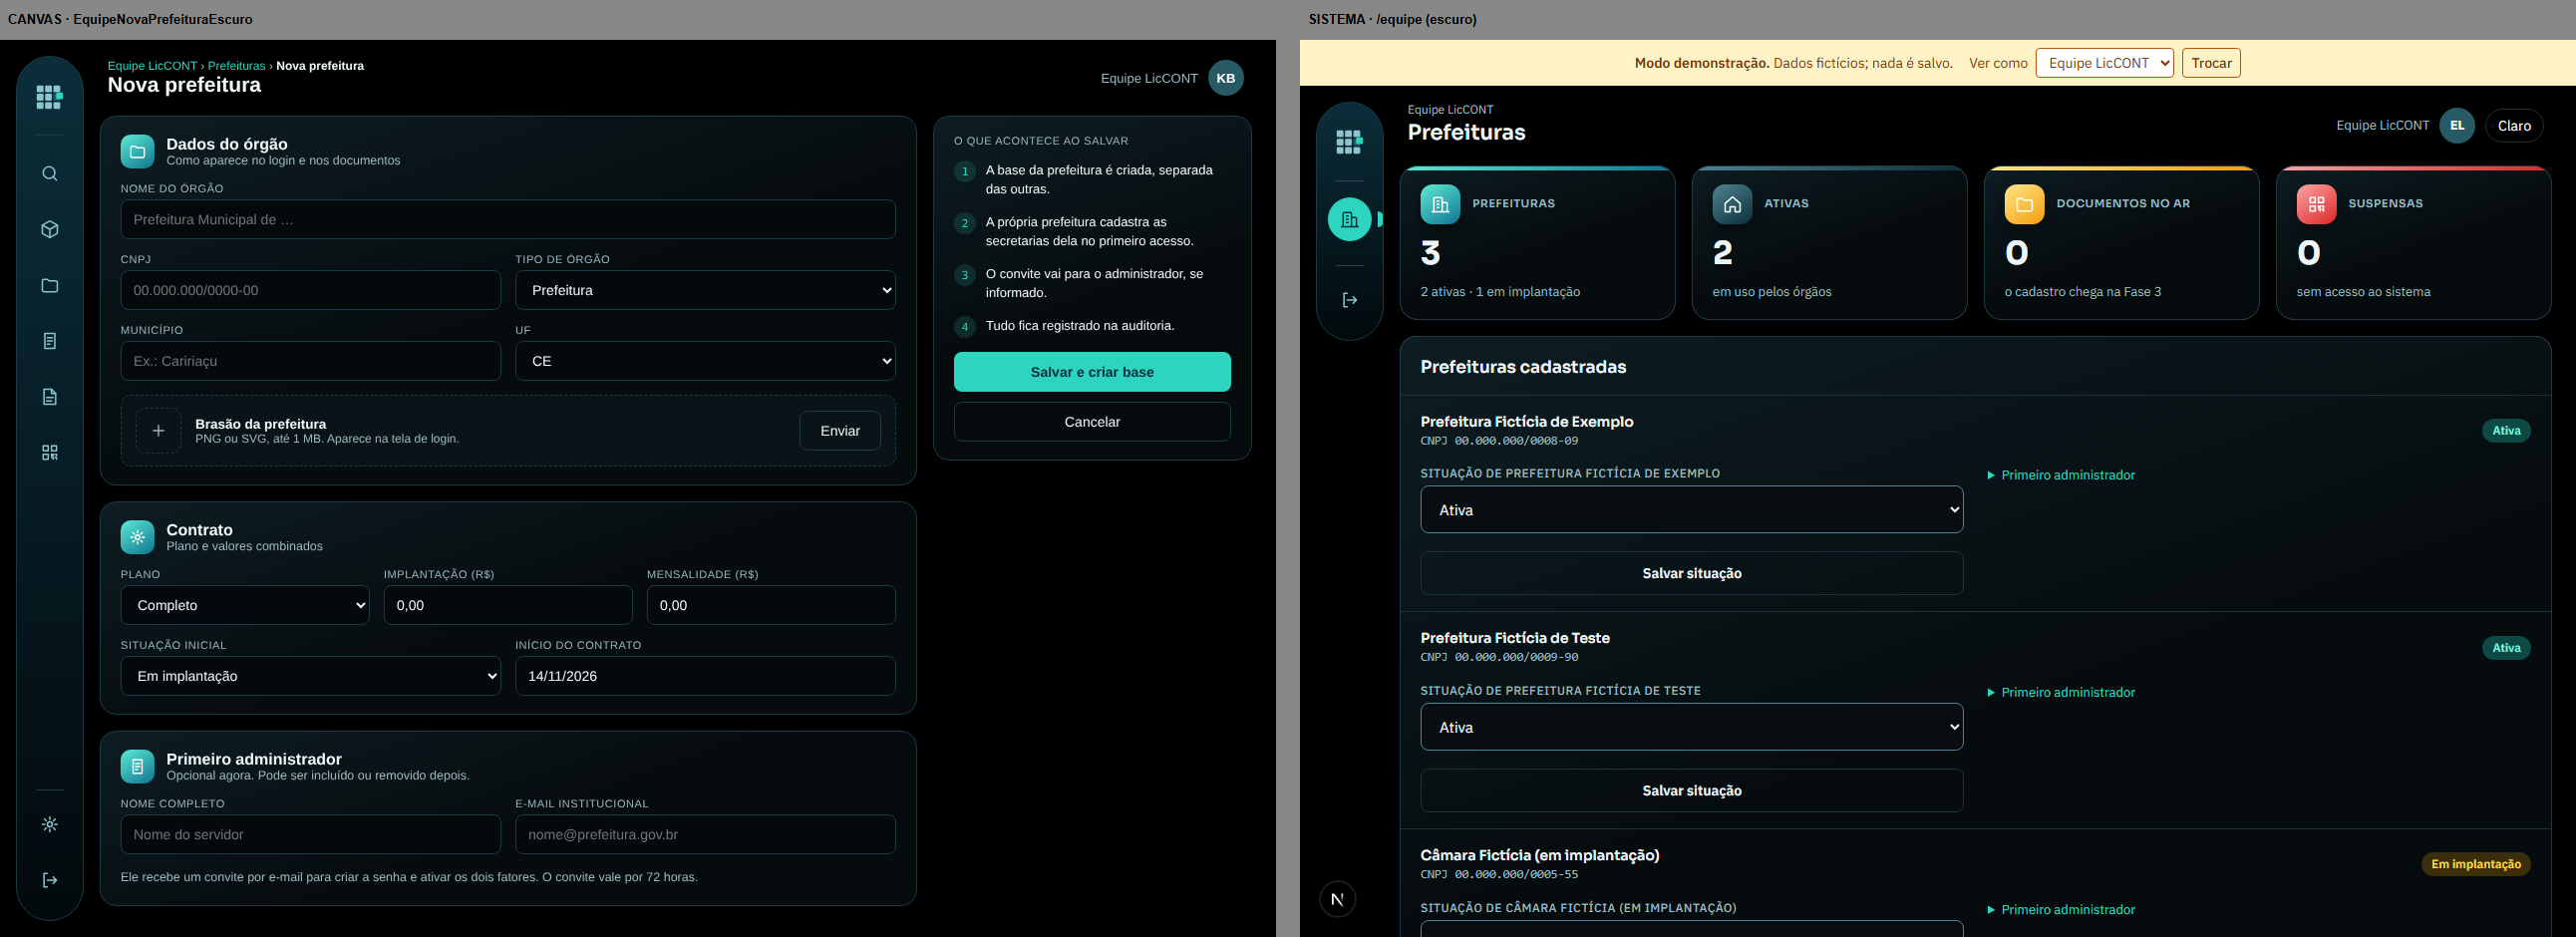 CANVAS · EquipeNovaPrefeituraEscuro
Equipe LicCONT › Prefeituras › Nova prefeitura
Nova prefeitura
Equipe LicCONT
KB
Dados do órgão
Como aparece no login e nos documentos
NOME DO ÓRGÃO
Prefeitura Municipal de …
CNPJ
TIPO DE ÓRGÃO
00.000.000/0000-00
Prefeitura
MUNICÍPIO
UF
Ex.: Caririaçu
CE
Brasão da prefeitura
PNG ou SVG, até 1 MB. Aparece na tela de login.
Enviar
Contrato
Plano e valores combinados
PLANO
IMPLANTAÇÃO (R$)
MENSALIDADE (R$)
Completo
0,00
0,00
SITUAÇÃO INICIAL
INÍCIO DO CONTRATO
Em implantação
14/11/2026
Primeiro administrador
Opcional agora. Pode ser incluído ou removido depois.
NOME COMPLETO
E-MAIL INSTITUCIONAL
Nome do servidor
nome@prefeitura.gov.br
Ele recebe um convite por e-mail para criar a senha e ativar os dois fatores. O convite vale por 72 horas.
O QUE ACONTECE AO SALVAR
1 A base da prefeitura é criada, separada
das outras.
2 A própria prefeitura cadastra as
secretarias dela no primeiro acesso.
3 O convite vai para o administrador, se
informado.
4 Tudo fica registrado na auditoria.
Salvar e criar base
Cancelar
SISTEMA · /equipe (escuro)
Modo demonstração. Dados fictícios; nada é salvo.
Ver como
Equipe LicCONT
Trocar
Equipe LicCONT
Prefeituras
Equipe LicCONT
EL
Claro
PREFEITURAS
3
2 ativas · 1 em implantação
ATIVAS
2
em uso pelos órgãos
DOCUMENTOS NO AR
0
o cadastro chega na Fase 3
SUSPENSAS
0
sem acesso ao sistema
Prefeituras cadastradas
Prefeitura Fictícia de Exemplo
CNPJ 00.000.000/0008-09
Ativa
SITUAÇÃO DE PREFEITURA FICTÍCIA DE EXEMPLO
Primeiro administrador
Ativa
Salvar situação
Prefeitura Fictícia de Teste
CNPJ 00.000.000/0009-90
Ativa
SITUAÇÃO DE PREFEITURA FICTÍCIA DE TESTE
Primeiro administrador
Ativa
Salvar situação
Câmara Fictícia (em implantação)
CNPJ 00.000.000/0005-55
Em implantação
SITUAÇÃO DE CÂMARA FICTÍCIA (EM IMPLANTAÇÃO)
Primeiro administrador
N